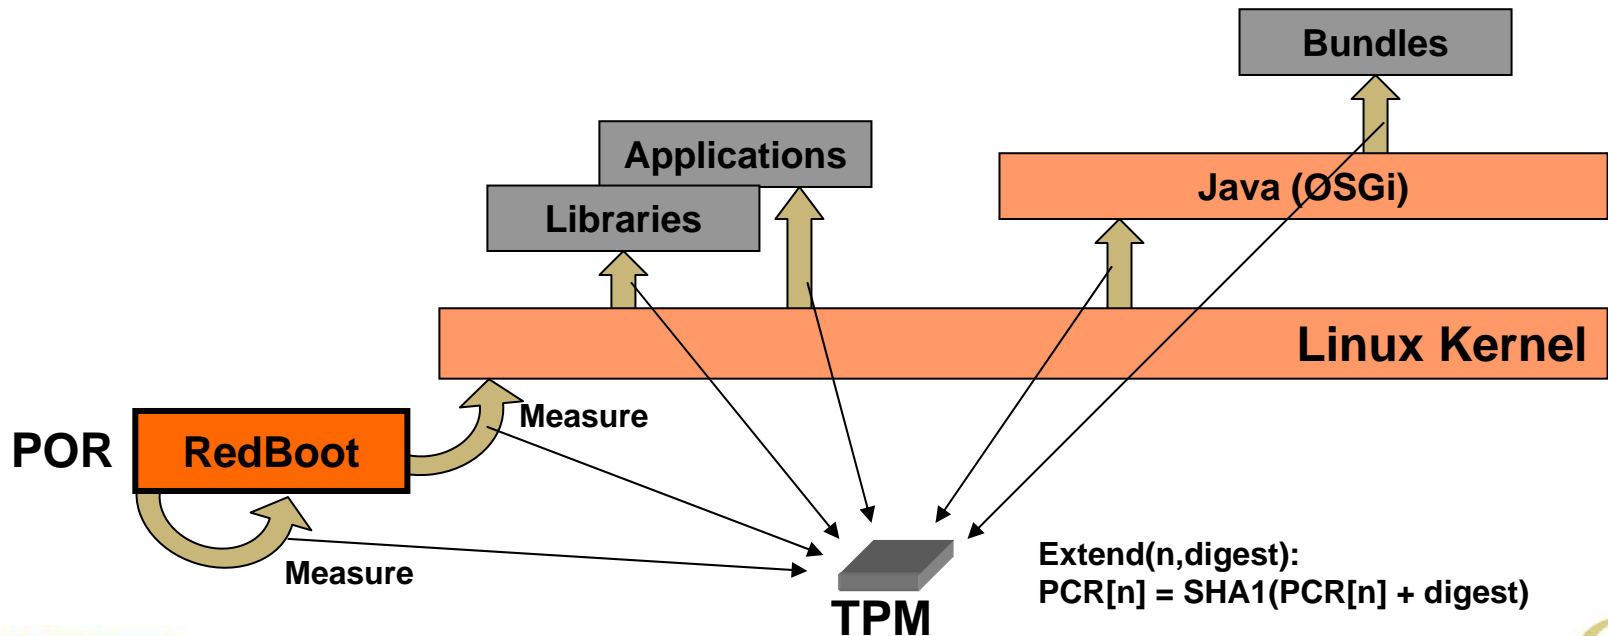 Bundles
Applications
Java (OSGi)
Libraries
Linux Kernel
Measure
POR
RedBoot
Measure
Extend(n,digest):
PCR[n] = SHA1(PCR[n] + digest)
TPM